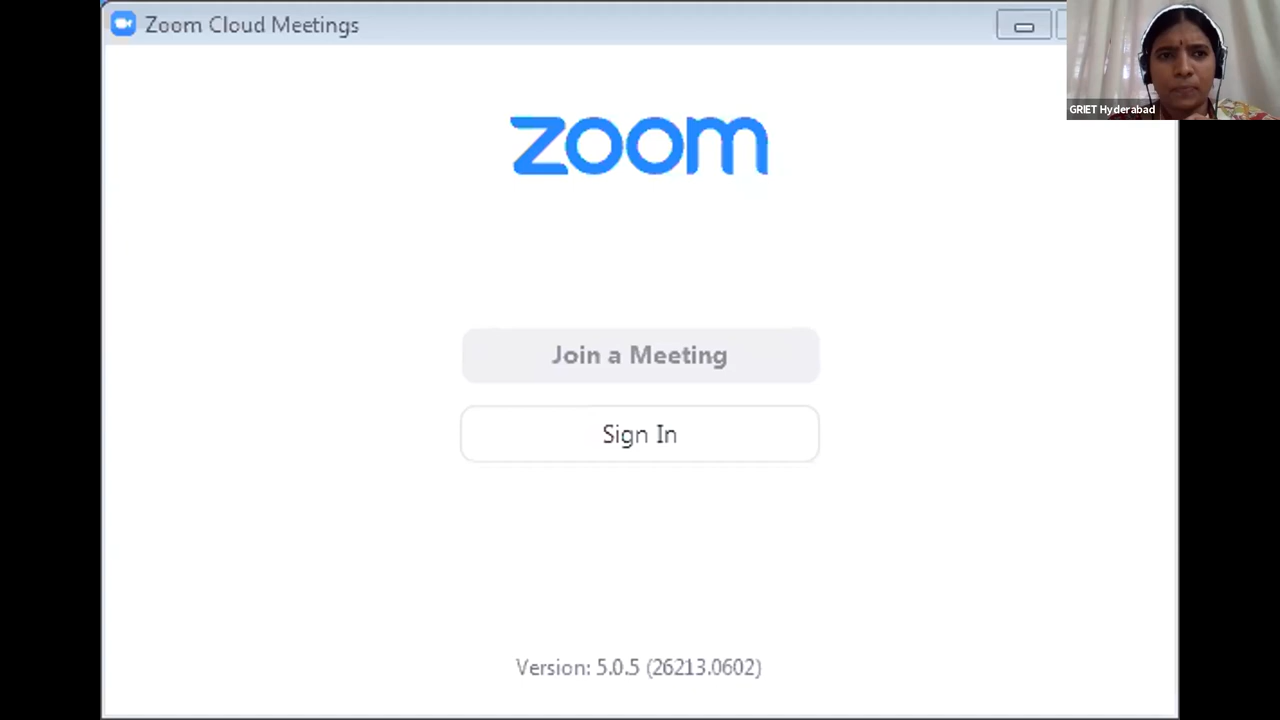 Zoom Cloud Meetings
GRIET Hyderabad
zoom
Join a Meeting
Sign In
Version: 5.0.5 (26213.0602)